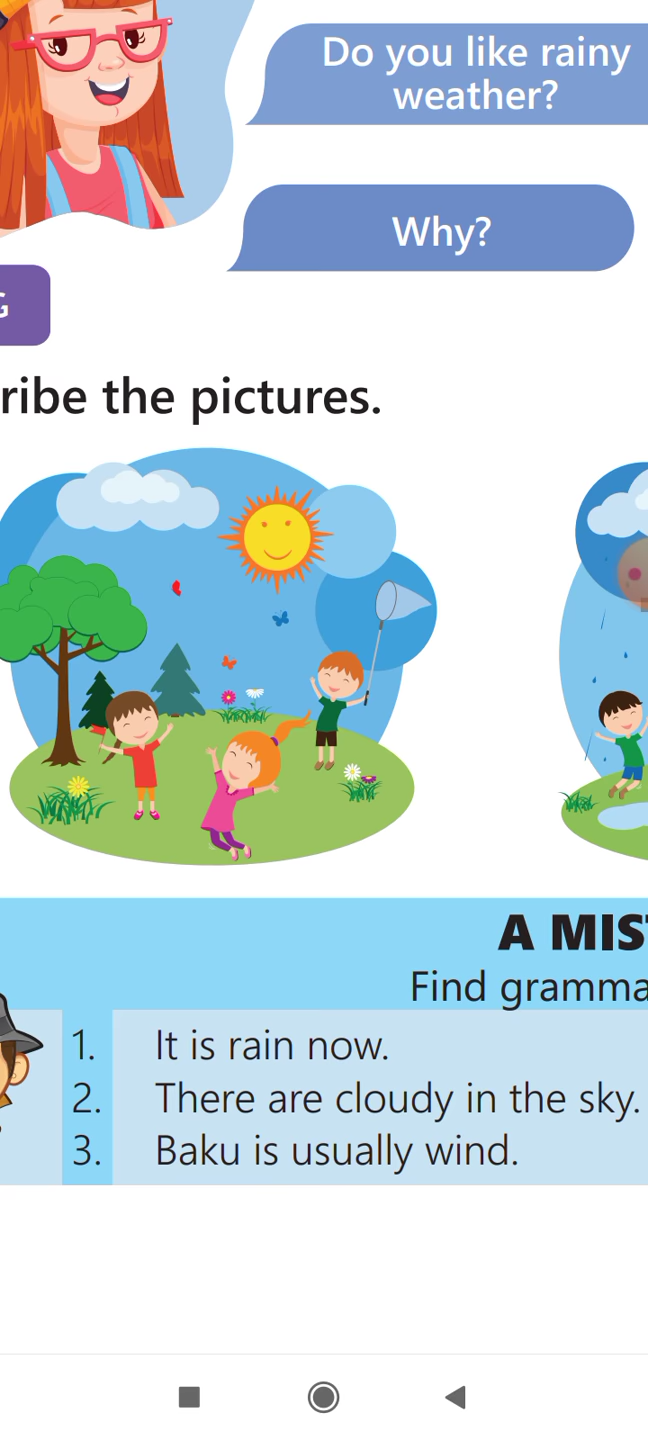 Do you like rainy
weather?
Why?
G
ribe the pictures.
A MIS
Find gramma
1. It is rain now.
2. There are cloudy in the sky.
3. Baku is usually wind.